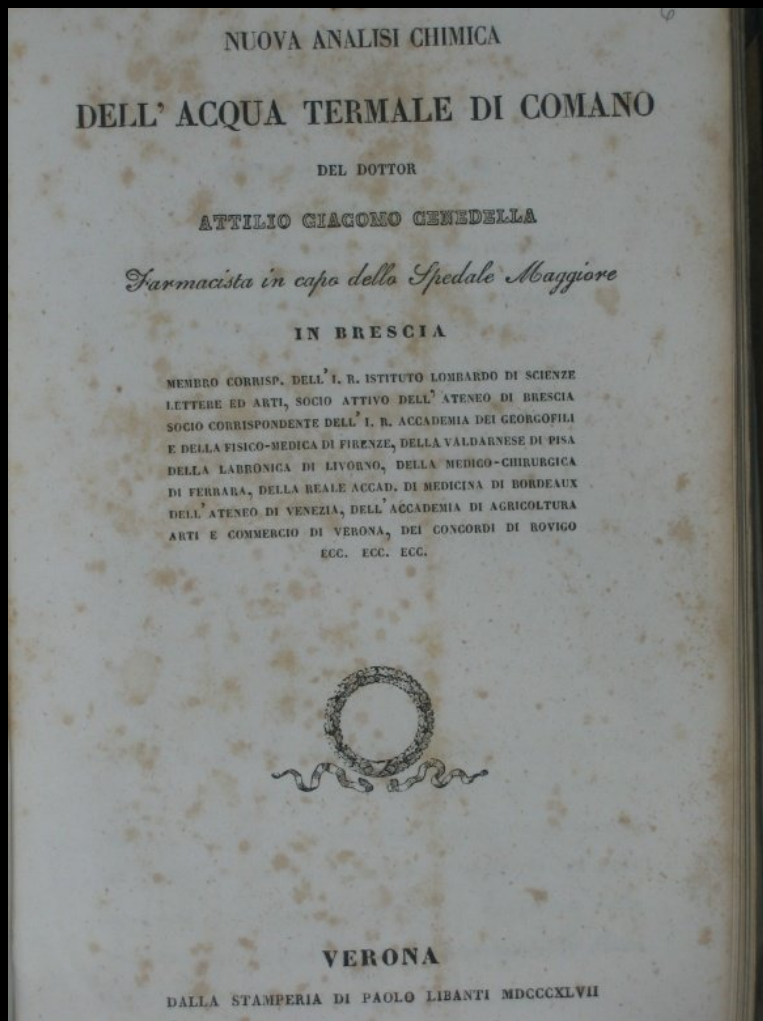 6
NUOVA ANALISI CHIMICA
DELL' ACQUA TERMALE DI COMANO
DEL DOTTOR
ATTILIO GIACOMO CENEDELLA
Farmacista in capo dello Spedale Maggiore
IN BRESCIA
MEMBRO CORRISP. DELL' I. R. ISTITUTO LOMBARDO DI SCIENZE
LETTERE ED ARTI, SOCIO ATTIVO DELL' ATENEO DI BRESCIA
SOCIO CORRISPONDENTE DELL' I. R. ACCADEMIA DEI GEORGOFILI
E DELLA FISICO-MEDICA DI FIRENZE, DELLA VALDARNESE DI PISA
DELLA LABRONICA DI LIVORNO, DELLA MEDICO-CHIRURGICA
DI FERRARA, DELLA REALE ACCAD. DI MEDICINA DI BORDEAUX
DELL' ATENEO DI VENEZIA, DELL' ACCADEMIA DI AGRICOLTURA
ARTI E COMMERCIO DI VERONA, DEI CONCORDI DI ROVIGO
ECC. ECC. ECC.
VERONA
DALLA STAMPERIA DI PAOLO LIBANTI MDCCCXLVII